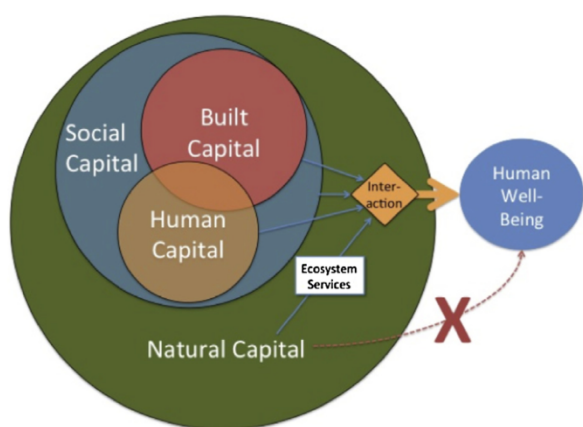 Social
Capital
Built
Capital
Human
Capital
Inter-
action
Human
Well-
Being
Ecosystem
Services
Natural Capital
X